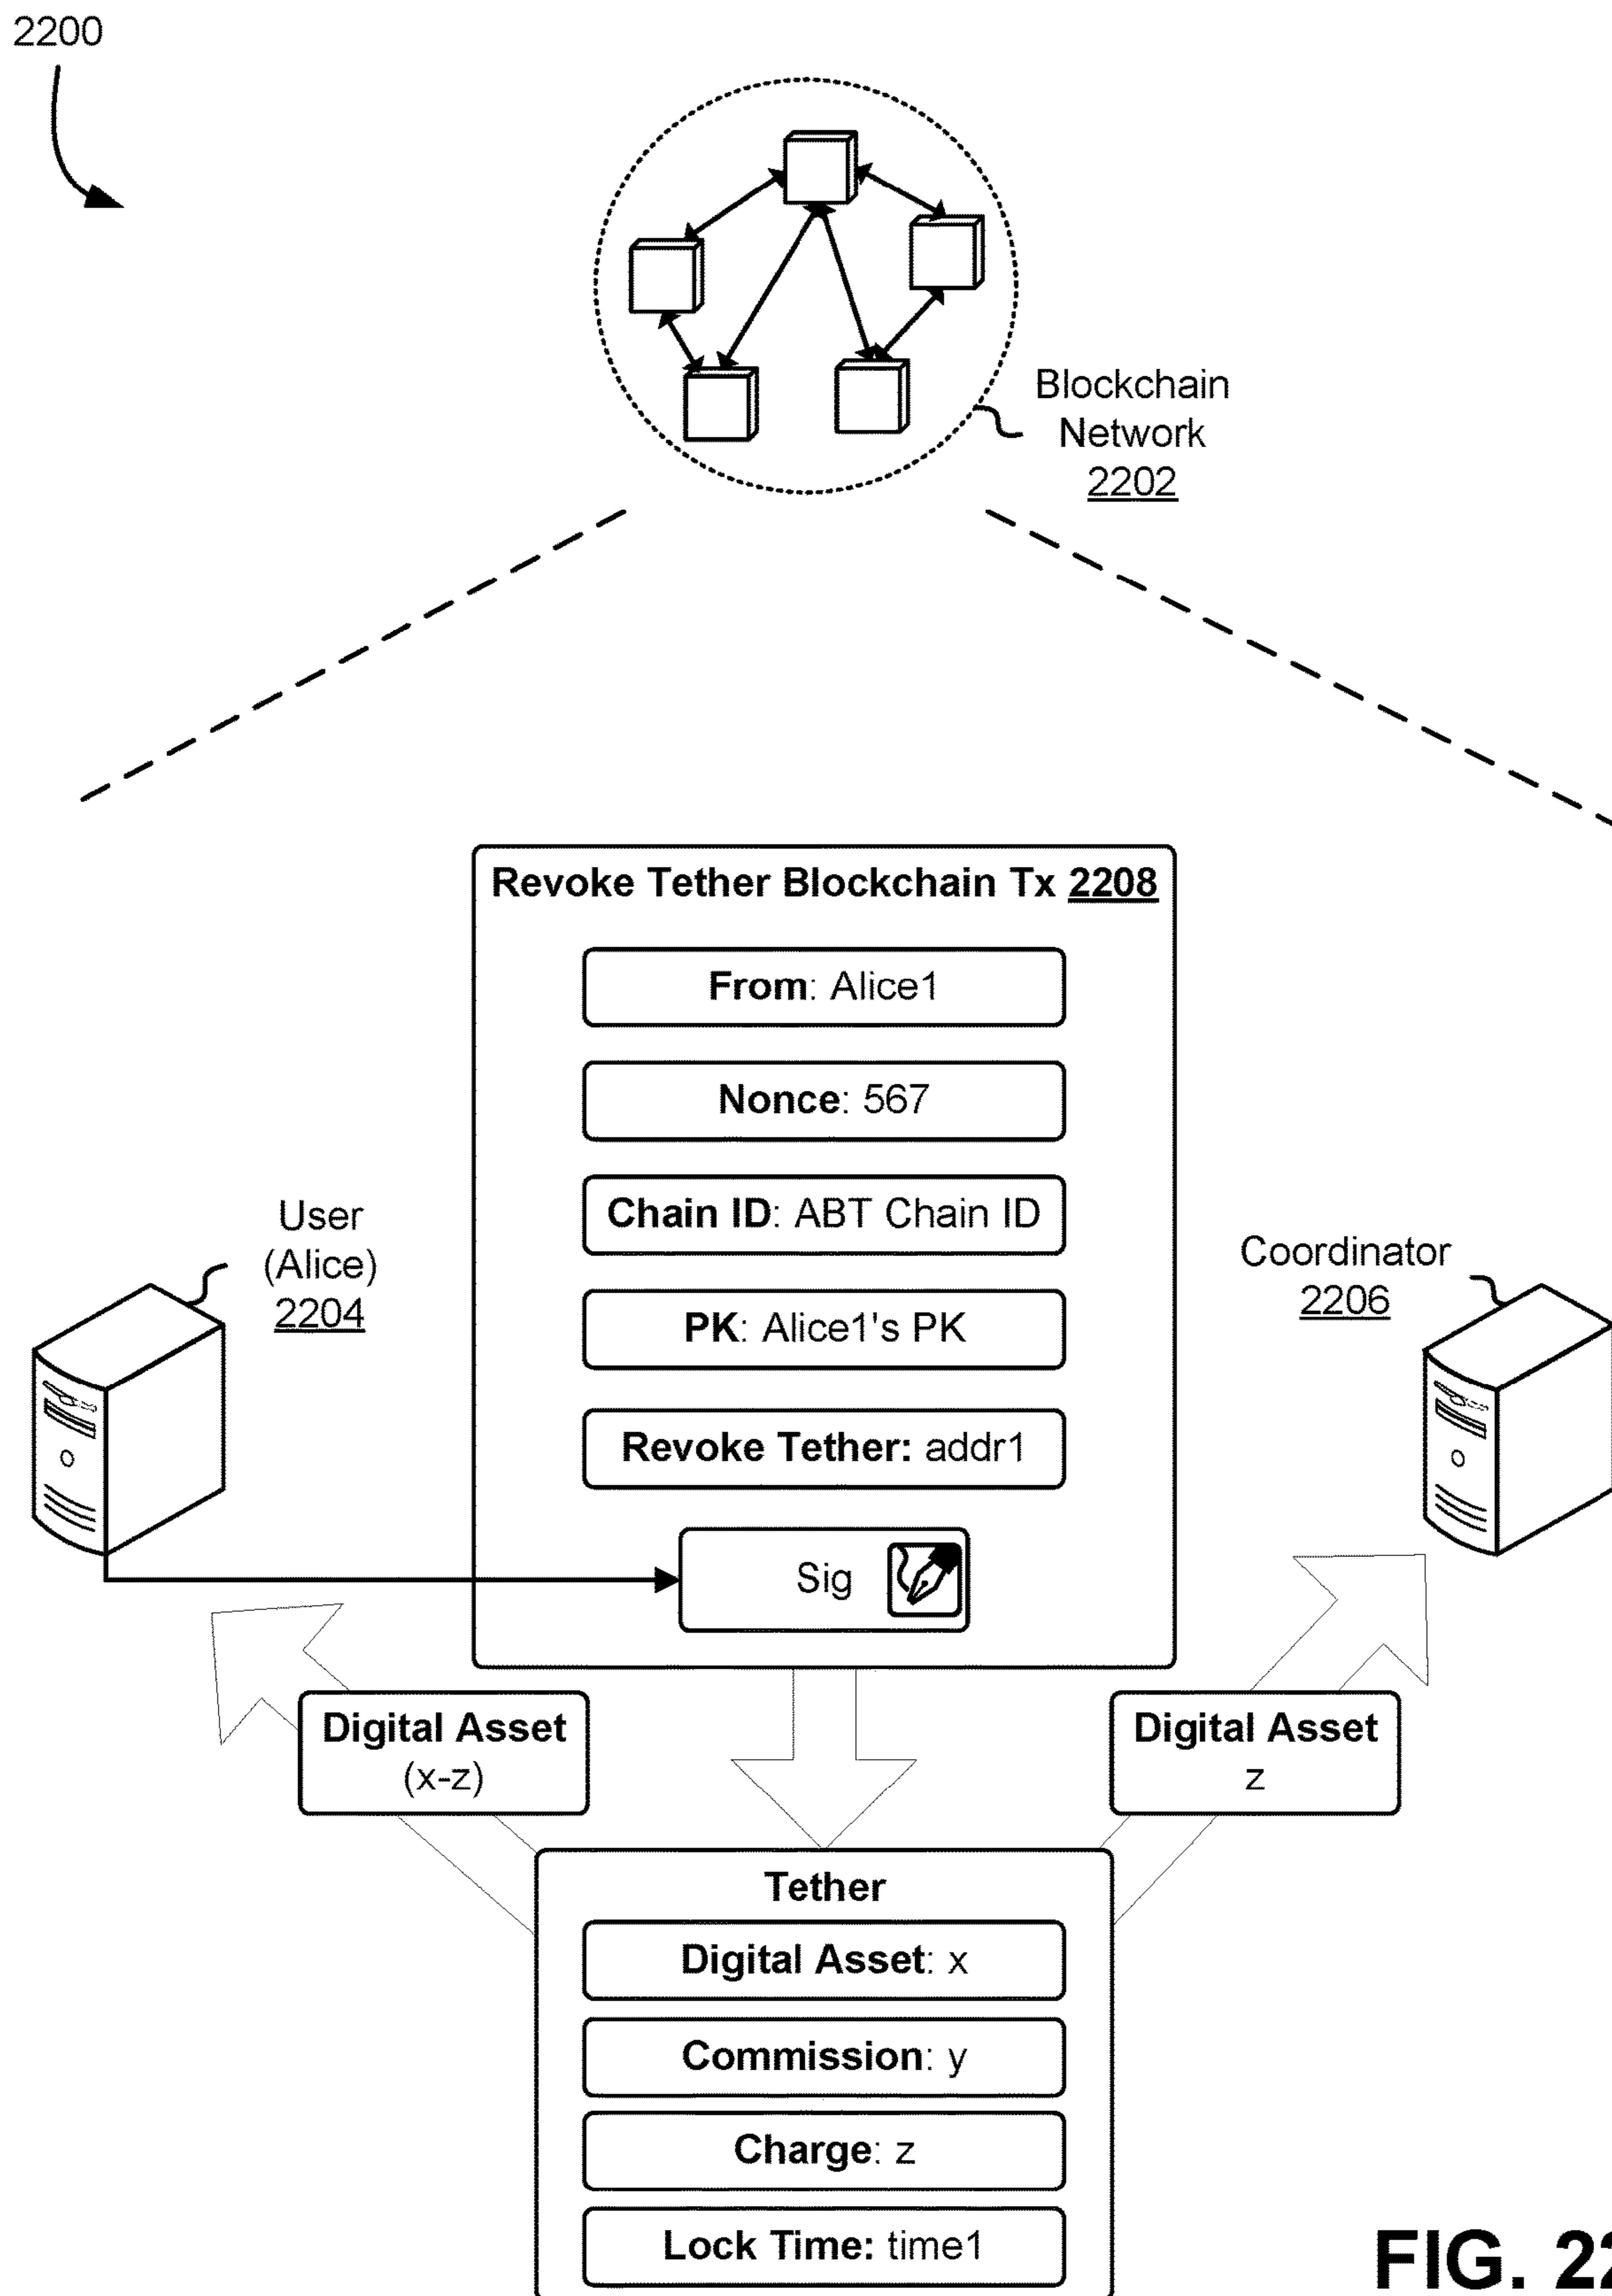 2200
Blockchain
Network
2202
Revoke Tether Blockchain Tx 2208
From: Alice1
Nonce: 567
Chain ID: ABT Chain ID
PK: Alice1's PK
Revoke Tether: addr1
Sig
User
(Alice)
2204
Coordinator
2206
Digital Asset
(x-z)
Digital Asset
z
Tether
Digital Asset: x
Commission: y
Charge: z
Lock Time: time1
FIG. 22